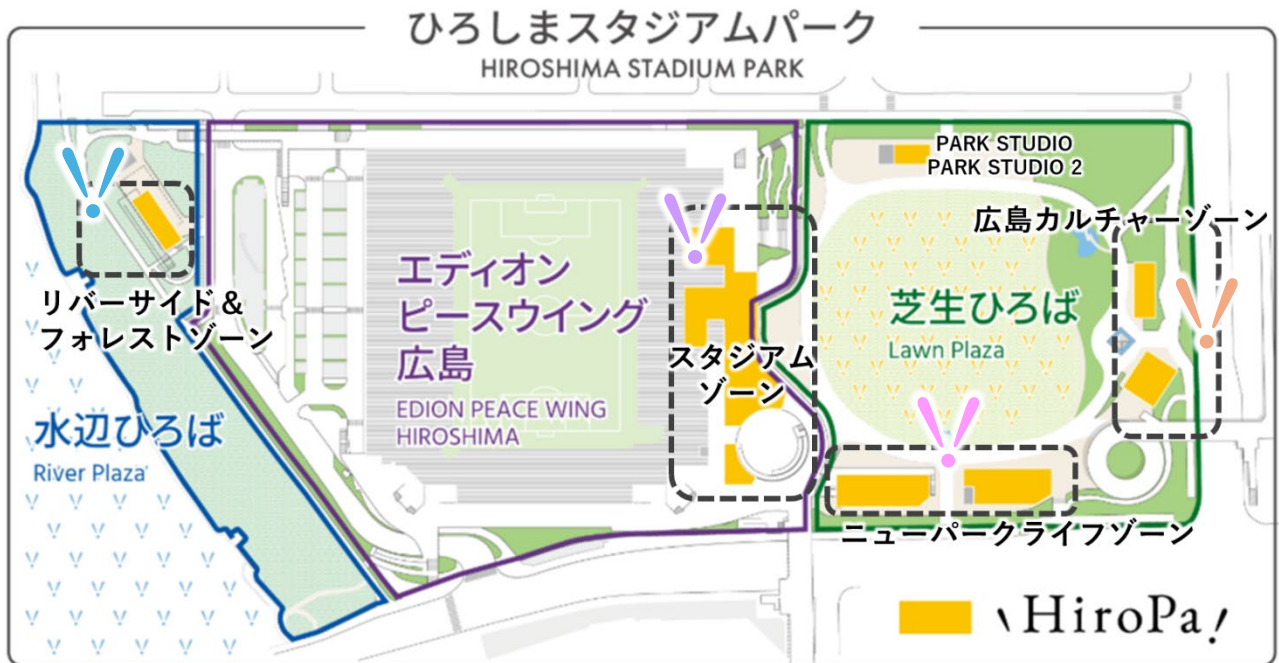 ひろしまスタジアムパーク
HIROSHIMA STADIUM PARK
PARK STUDIO
PARK STUDIO 2
広島カルチャーゾーン
リバーサイド＆
フォレストゾーン
エディオン
ピースウイング
広島
EDION PEACE WING
HIROSHIMA
スタジアム
ゾーン
芝生ひろば
Lawn Plaza
水辺ひろば
River Plaza
ニューパークライフゾーン
\HiroPa/